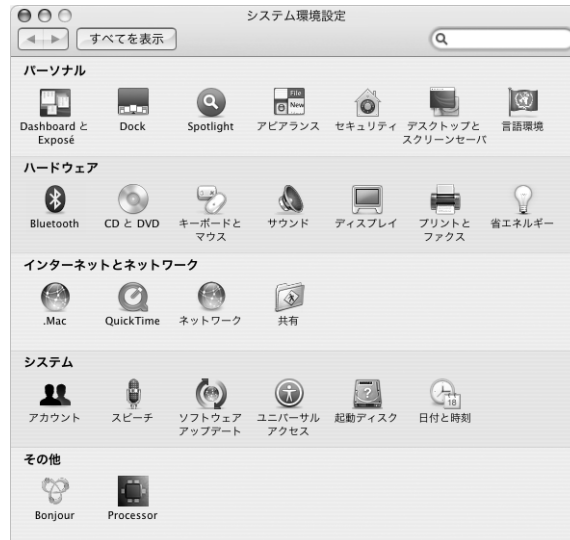 システム環境設定
すべてを表示
パーソナル
Dashboard と
Exposé
Dock
Spotlight
アピアランス
File
New
セキュリティ
デスクトップと
スクリーンセーバ
言語環境
ハードウェア
Bluetooth
CD と DVD
キーボードと
マウス
サウンド
ディスプレイ
プリントと
ファクス
省エネルギー
インターネットとネットワーク
.Mac
QuickTime
ネットワーク
共有
システム
アカウント
スピーチ
ソフトウェア
アップデート
ユニバーサル
アクセス
?
起動ディスク
18
日付と時刻
その他
Bonjour
Processor